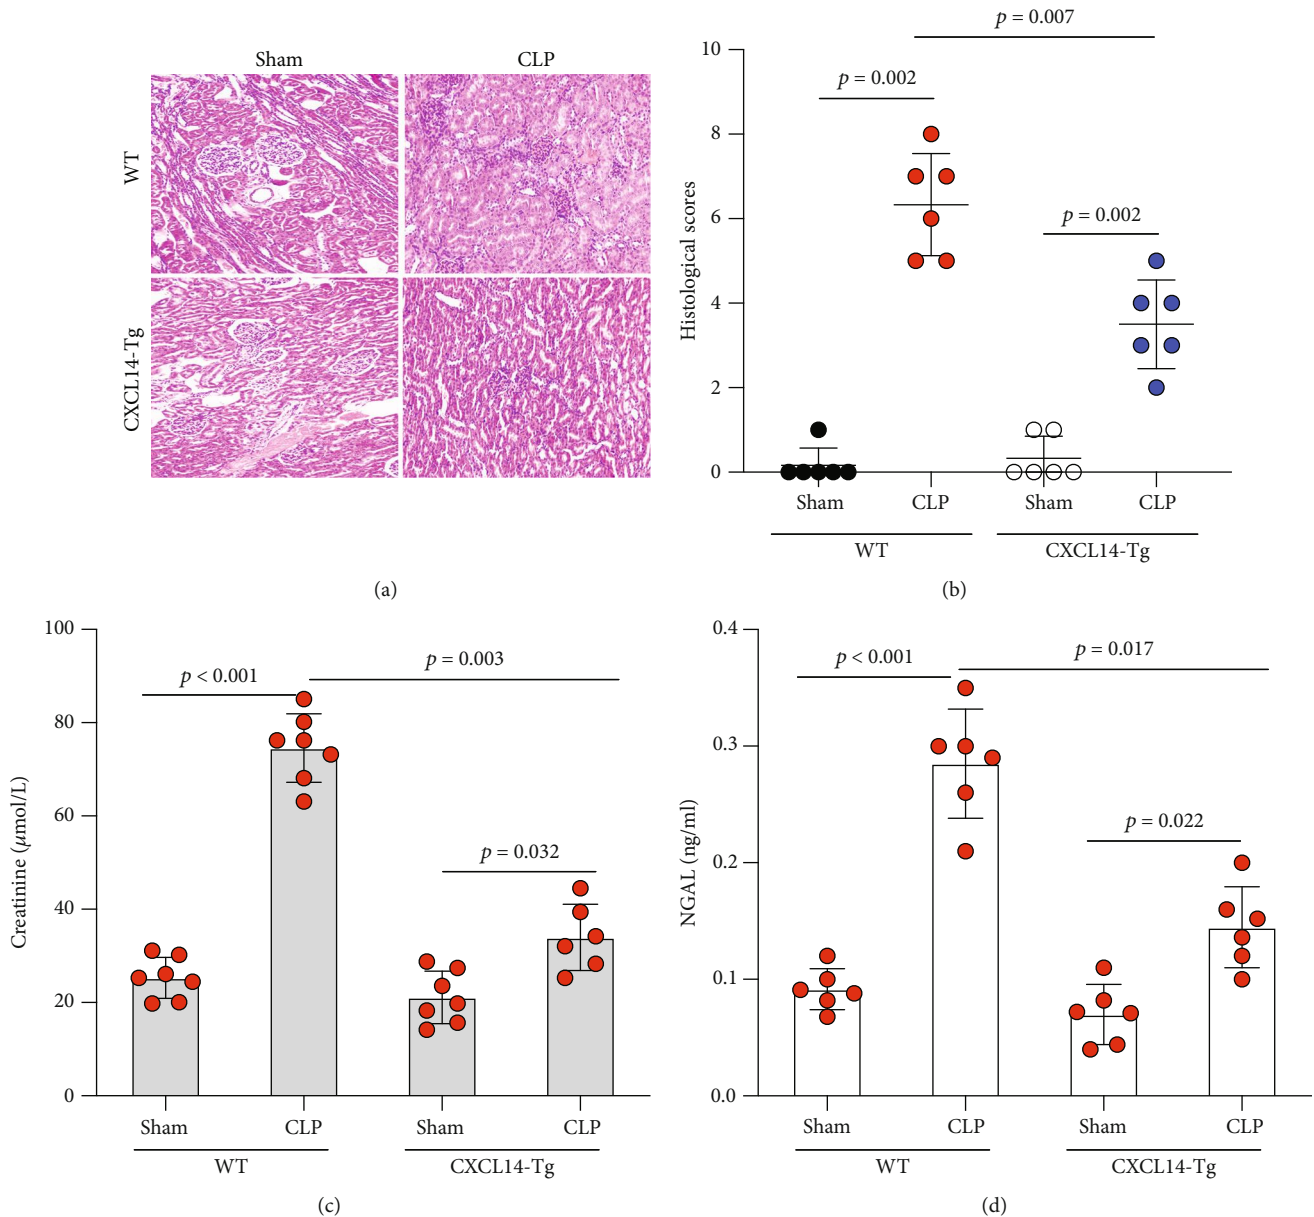 Sham CLP
WT
CXCL14-Tg
(a)
p = 0.007
p = 0.002
p = 0.002
Histological scores
10
8
6
4
2
0
Sham CLP Sham CLP
WT CXCL14-Tg
(b)
p < 0.001
p = 0.003
p = 0.032
Creatinine (μmol/L)
100
80
60
40
20
0
Sham CLP Sham CLP
WT CXCL14-Tg
(c)
p < 0.001
p = 0.017
p = 0.022
NGAL (ng/ml)
0.4
0.3
0.2
0.1
0.0
Sham CLP Sham CLP
WT CXCL14-Tg
(d)